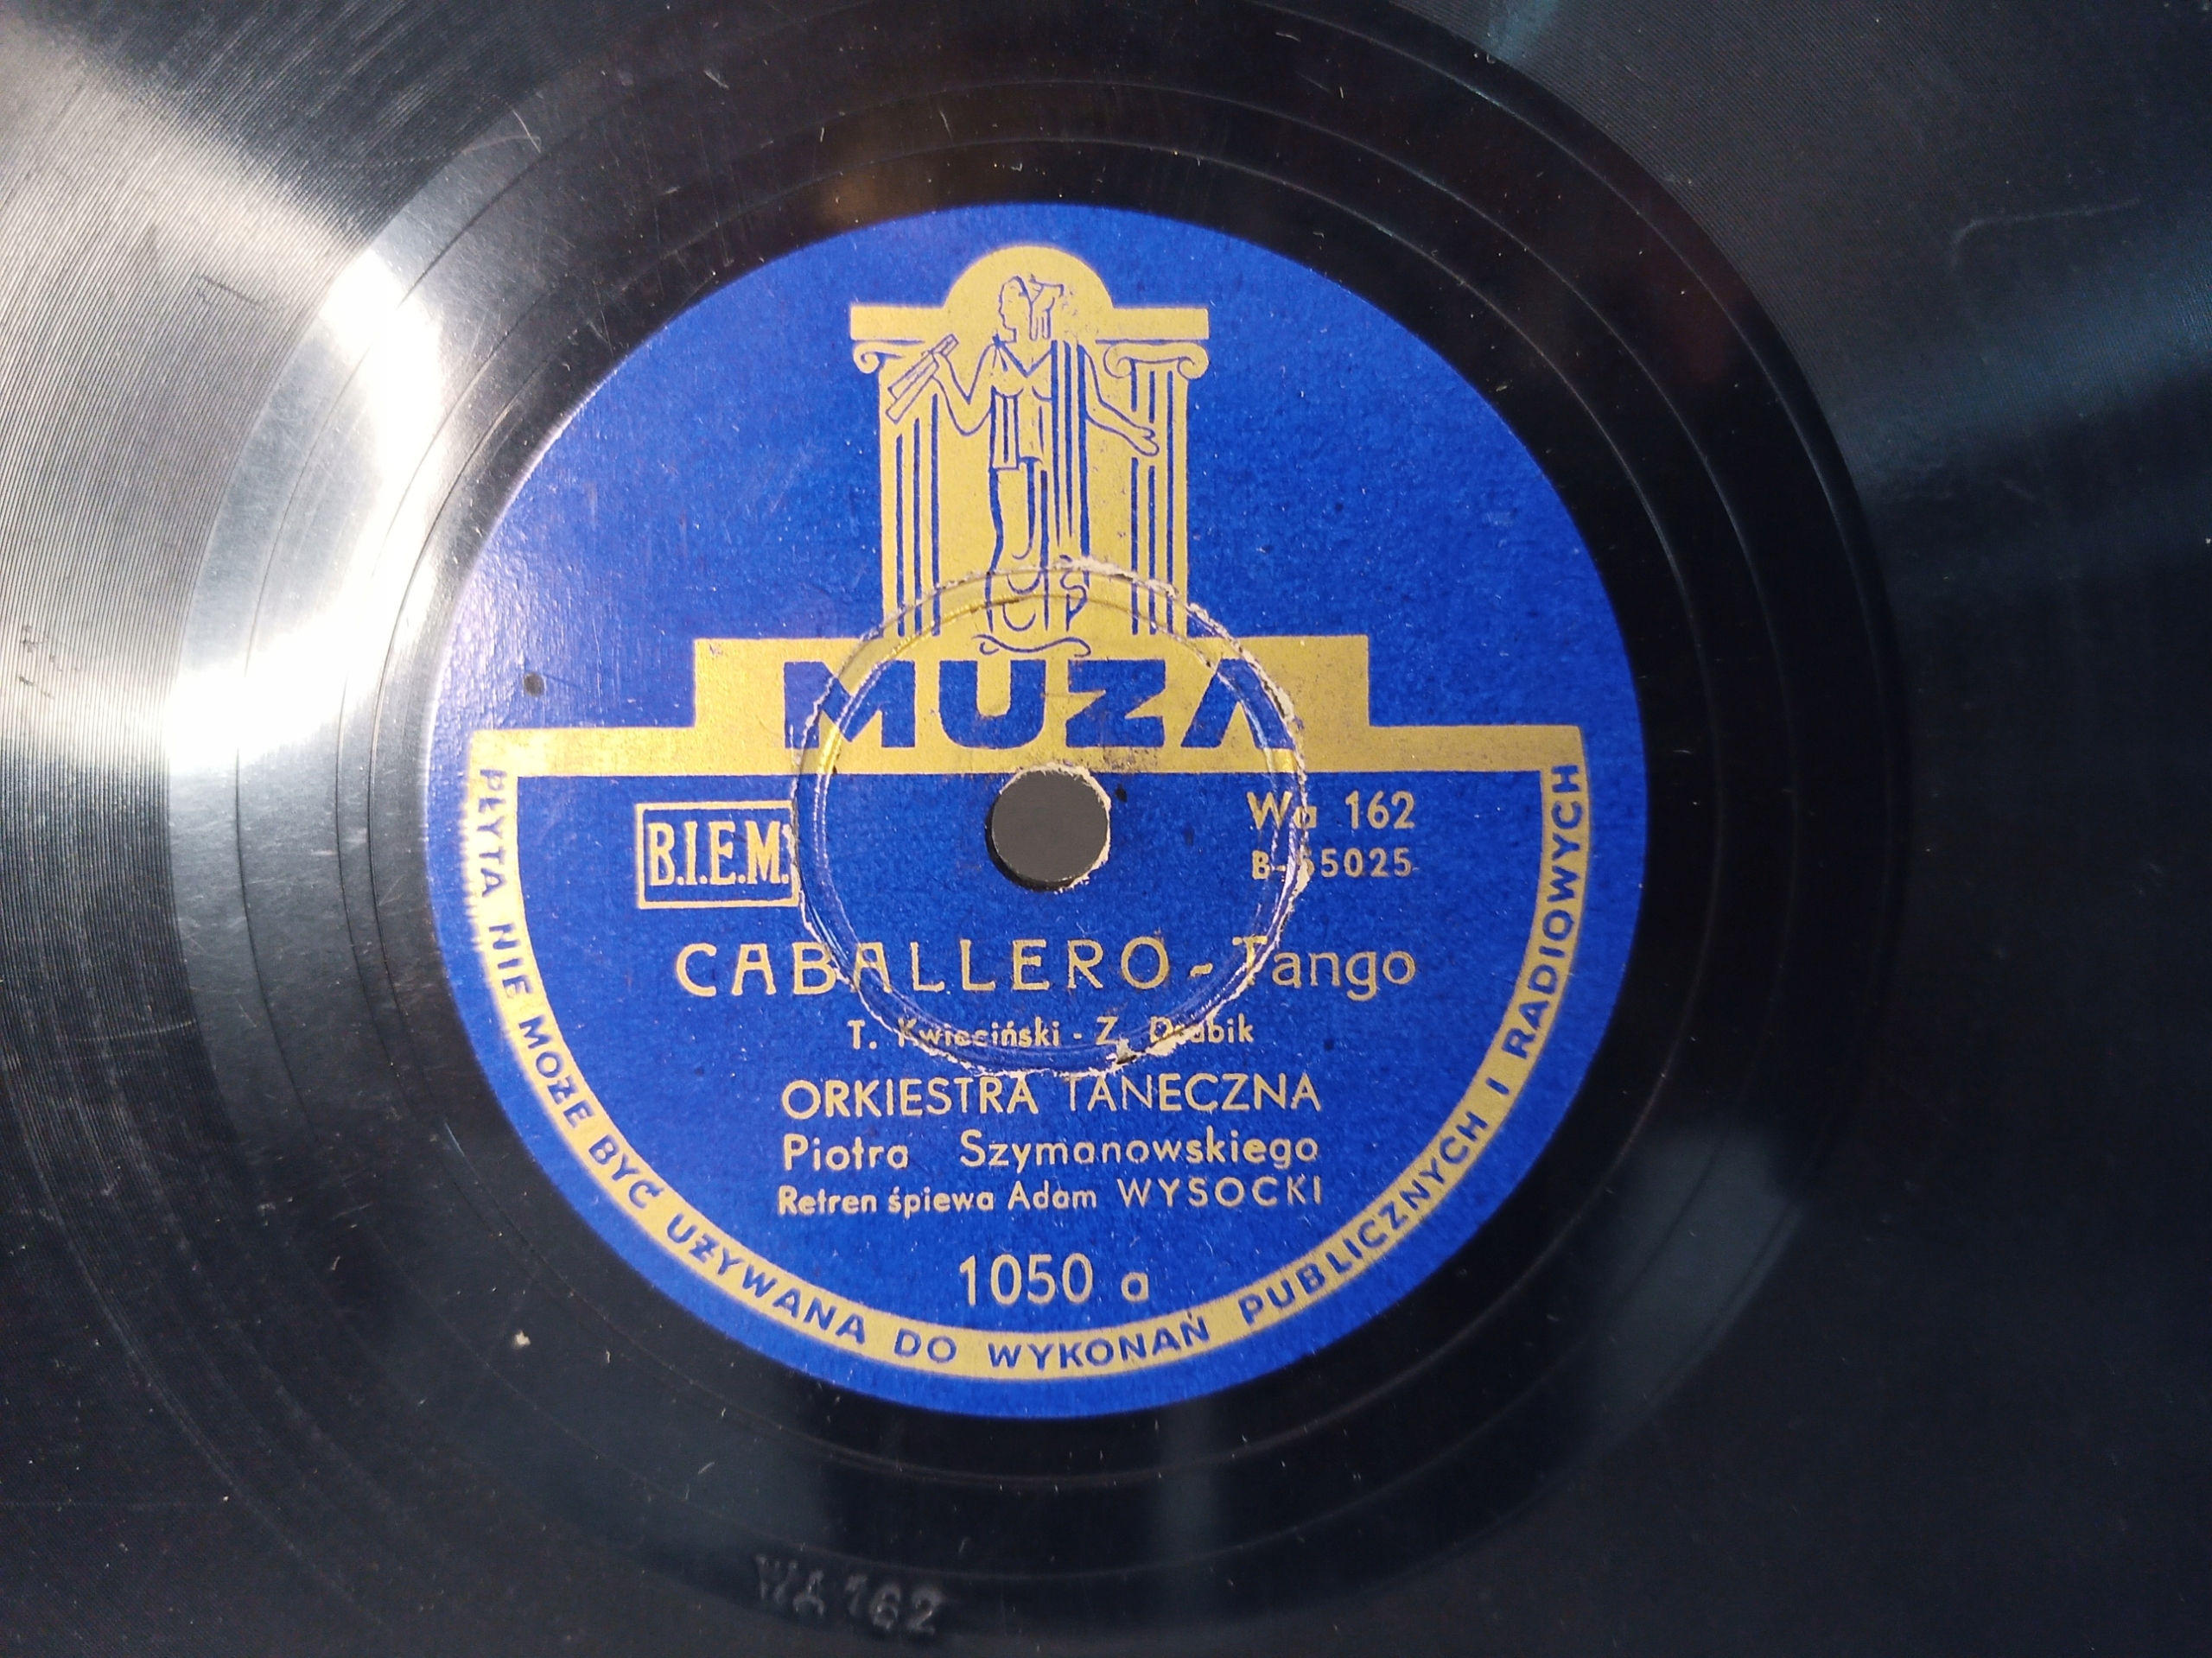 MUZA
B.I.E.M.
Wa 162
B-55025
CABALLERO - Tango
T. Kwieciński - Z. Drabik
ORKIESTRA TANECZNA
Piotra Szymanowskiego
Refren śpiewa Adam WYSOCKI
1050 a
PŁYTA NIE MOŻE BYĆ UŻYWANA DO WYKONAŃ PUBLICZNYCH I RADIOWYCH
WA 162